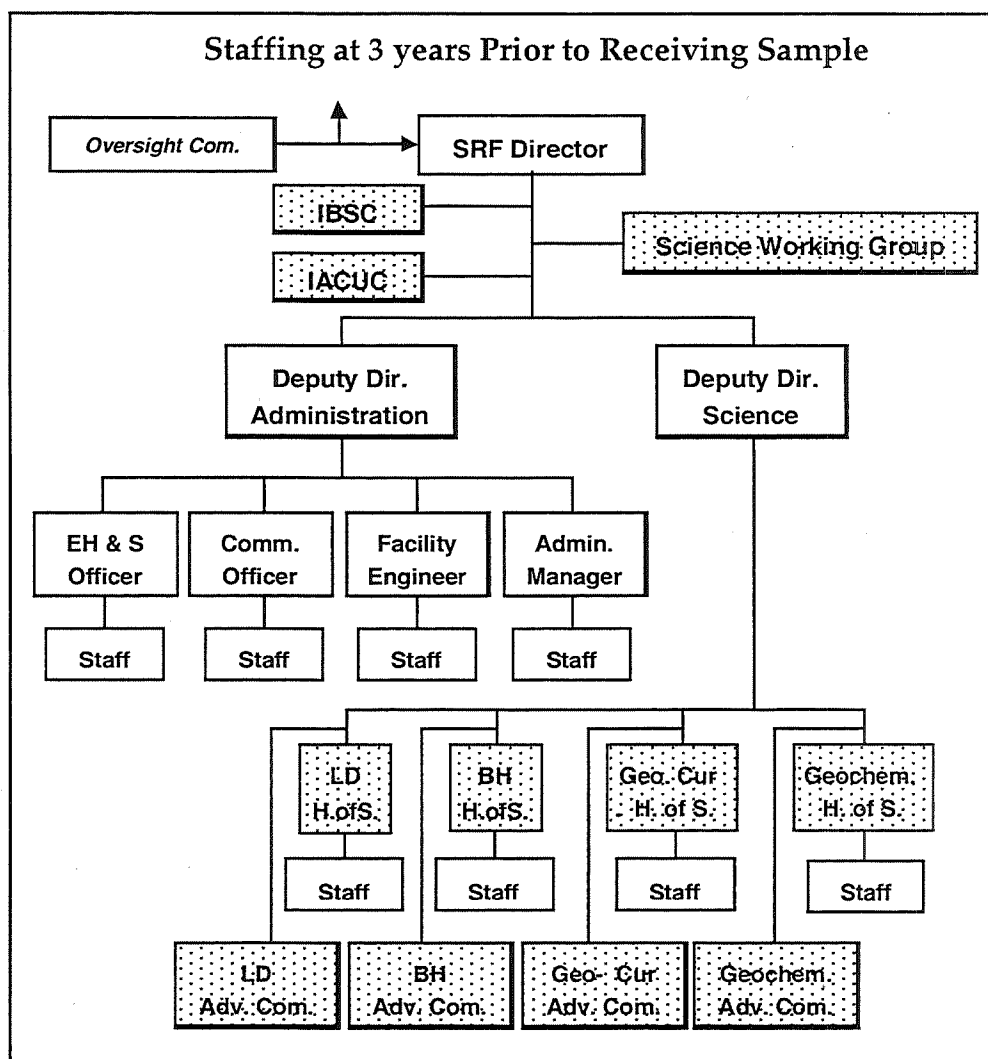 Staffing at 3 years Prior to Receiving Sample
Oversight Com.
SRF Director
IBSC
Science Working Group
IACUC
Deputy Dir.
Administration
Deputy Dir.
Science
EH & S
Officer
Comm.
Officer
Facility
Engineer
Admin.
Manager
Staff
Staff
Staff
Staff
LD
H.ofS.
BH
H.ofS.
Geo. Cur
H. of S.
Geochem.
H. of S.
Staff
Staff
Staff
Staff
LD
Adv. Com.
BH
Adv. Com.
Geo- Cur
Adv. Com.
Geochem.
Adv. Com.